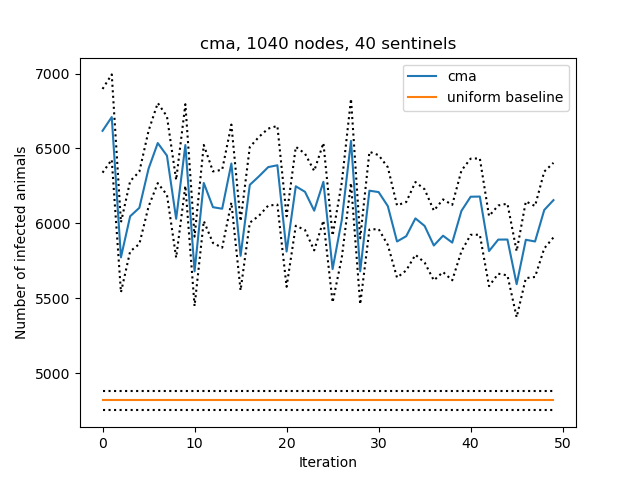 cma, 1040 nodes, 40 sentinels
cma
uniform baseline
Number of infected animals
7000
6500
6000
5500
5000
0 10 20 30 40 50
Iteration